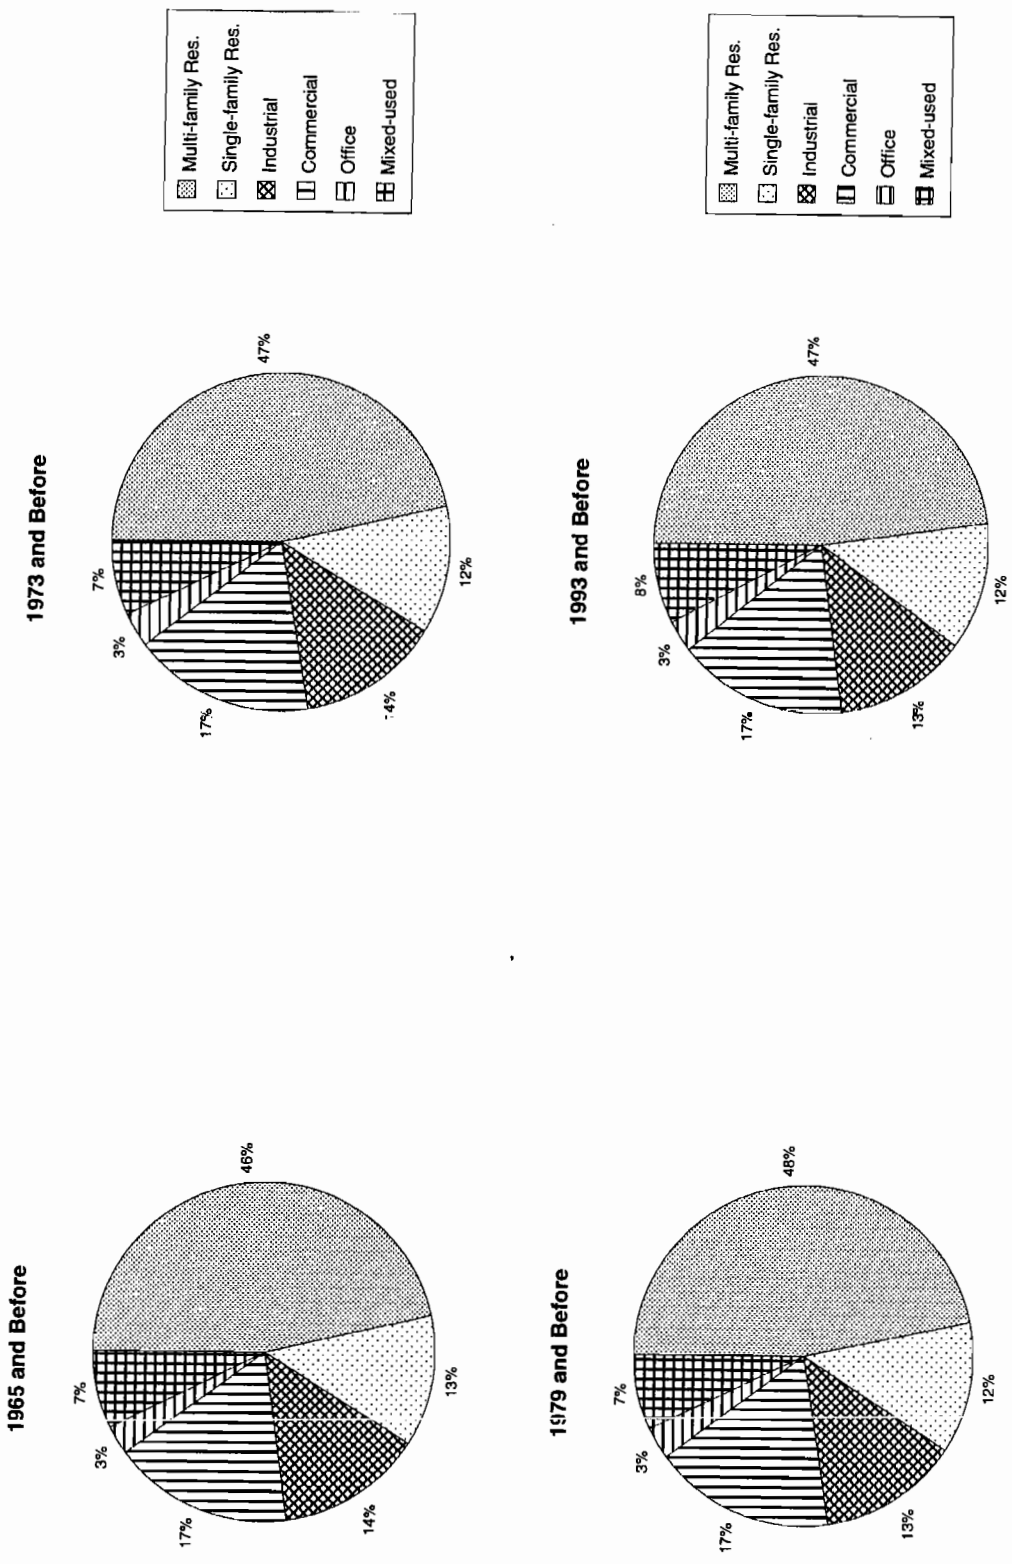 1965 and Before
7%
3%
17%
14%
13%
46%
1973 and Before
7%
3%
17%
14%
12%
47%
Multi-family Res.
Single-family Res.
Industrial
Commercial
Office
Mixed-used
1979 and Before
7%
3%
17%
13%
12%
48%
1993 and Before
8%
3%
17%
13%
12%
47%
Multi-family Res.
Single-family Res.
Industrial
Commercial
Office
Mixed-used